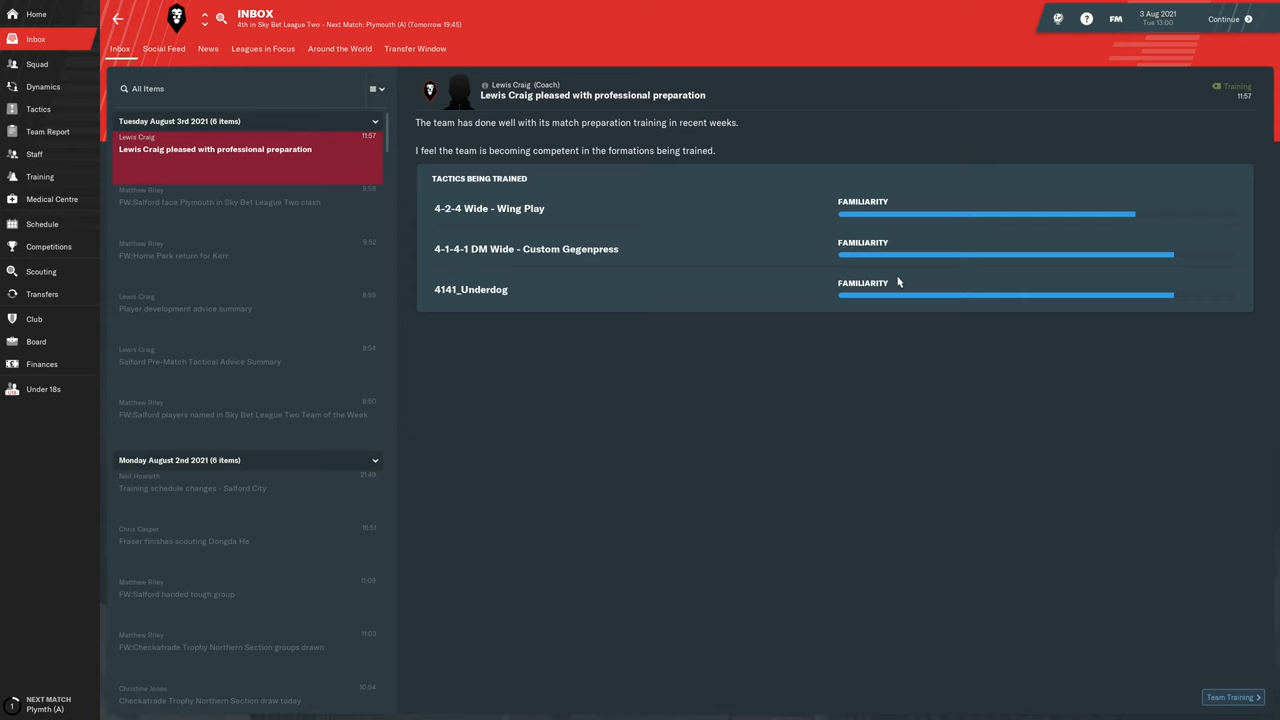 Home
Inbox
Squad
Dynamics
Tactics
Team Report
Staff
Training
Medical Centre
Schedule
Competitions
Scouting
Transfers
Club
Board
Finances
Under 18s
1
NEXT MATCH
Plymth (A)
INBOX
4th in Sky Bet League Two - Next Match: Plymouth (A) (Tomorrow 19:45)
FM
3 Aug 2021
Tue 13:00
Continue
Inbox
Social Feed
News
Leagues in Focus
Around the World
Transfer Window
All Items
Tuesday August 3rd 2021 (6 items)
Lewis Craig 11:57
Lewis Craig pleased with professional preparation
Matthew Riley 9:58
FW:Salford face Plymouth in Sky Bet League Two clash
Matthew Riley 9:52
FW:Home Park return for Kerr
Lewis Craig 8:59
Player development advice summary
Lewis Craig 8:54
Salford Pre-Match Tactical Advice Summary
Matthew Riley 8:50
FW:Salford players named in Sky Bet League Two Team of the Week
Monday August 2nd 2021 (6 items)
Neil Howarth 21:49
Training schedule changes - Salford City
Chris Casper 16:51
Fraser finishes scouting Dongda He
Matthew Riley 11:09
FW:Salford handed tough group
Matthew Riley 11:03
FW:Checkatrade Trophy Northern Section groups drawn
Christine Jones 10:54
Checkatrade Trophy Northern Section draw today
Lewis Craig (Coach)
Lewis Craig pleased with professional preparation
Training
11:57
The team has done well with its match preparation training in recent weeks.
I feel the team is becoming competent in the formations being trained.
TACTICS BEING TRAINED
4-2-4 Wide - Wing Play
FAMILIARITY
4-1-4-1 DM Wide - Custom Gegenpress
FAMILIARITY
4141_Underdog
FAMILIARITY
Team Training